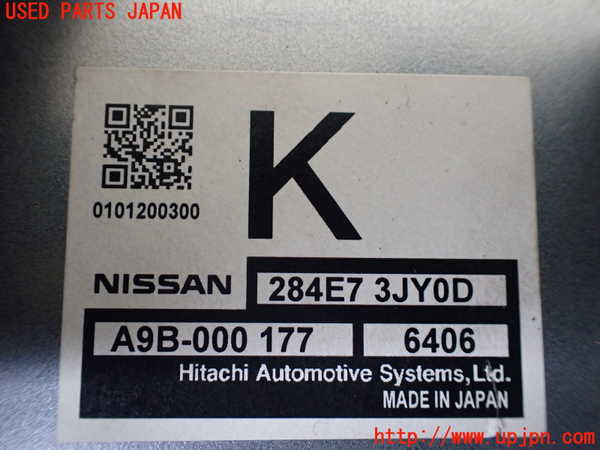 USED PARTS JAPAN
K
0101200300
NISSAN 284E7 3JY0D
A9B-000 177 6406
Hitachi Automotive Systems,Ltd.
MADE IN JAPAN
http://www.upjpn.com/